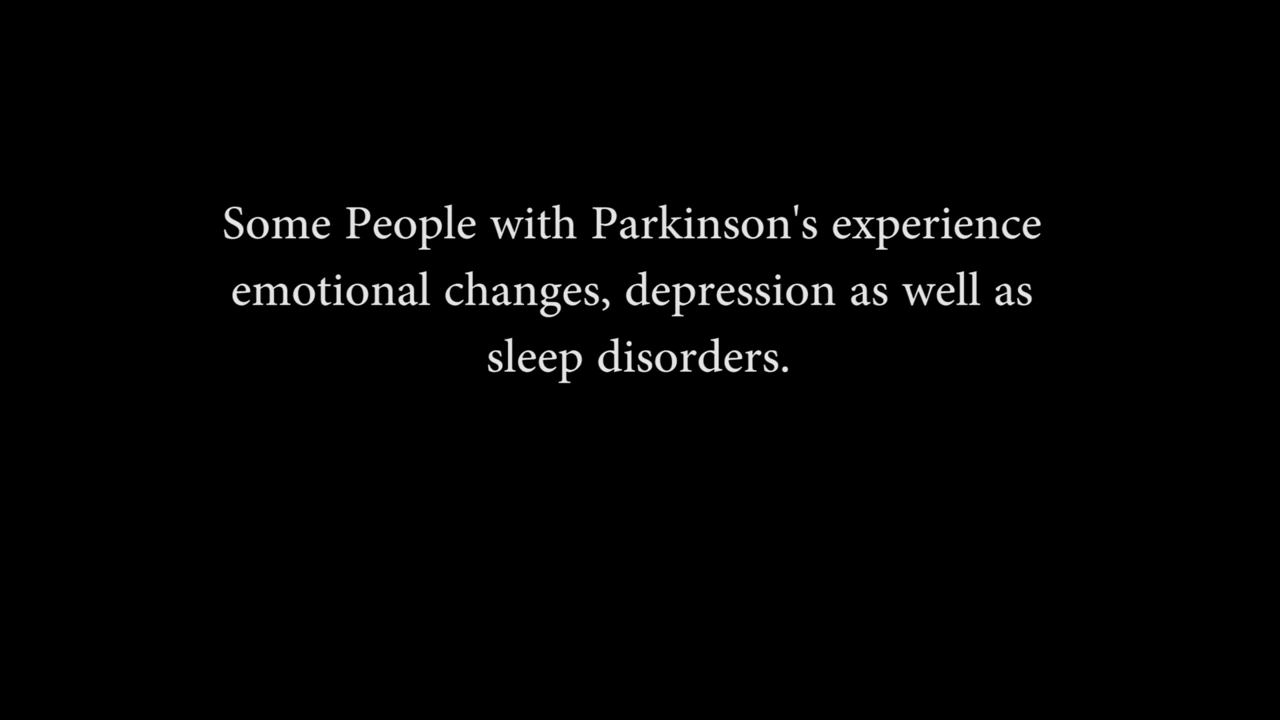 Some People with Parkinson's experience
emotional changes, depression as well as
sleep disorders.